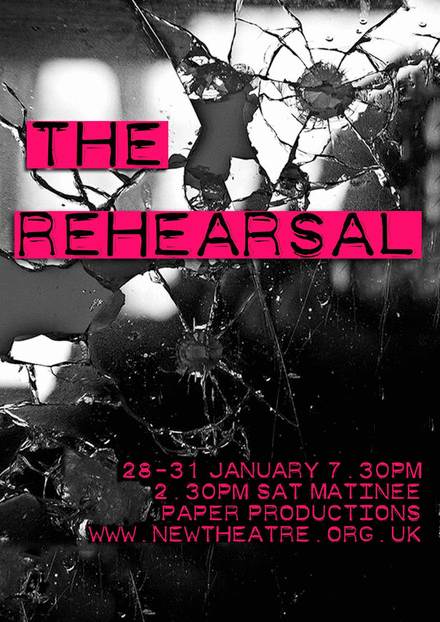 THE
REHEARSAL
28-31 JANUARY 7.30PM
2.30PM SAT MATINEE
PAPER PRODUCTIONS
WWW.NEWTHEATRE.ORG.UK